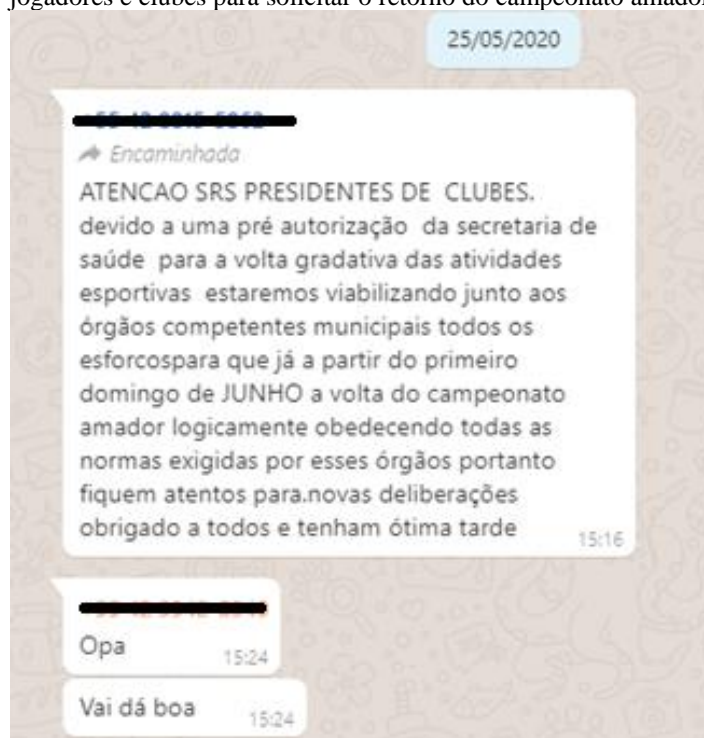 jogadores e clubes para solicitar o retorno do campeonato amador
25/05/2020
Encaminhada
ATENCAO SRS PRESIDENTES DE CLUBES.
devido a uma pré autorização da secretaria de
saúde para a volta gradativa das atividades
esportivas estaremos viabilizando junto aos
órgãos competentes municipais todos os
esforcospara que já a partir do primeiro
domingo de JUNHO a volta do campeonato
amador logicamente obedecendo todas as
normas exigidas por esses órgãos portanto
fiquem atentos para.novas deliberações
obrigado a todos e tenham ótima tarde
15:16
Opa
15:24
Vai dá boa
15:24